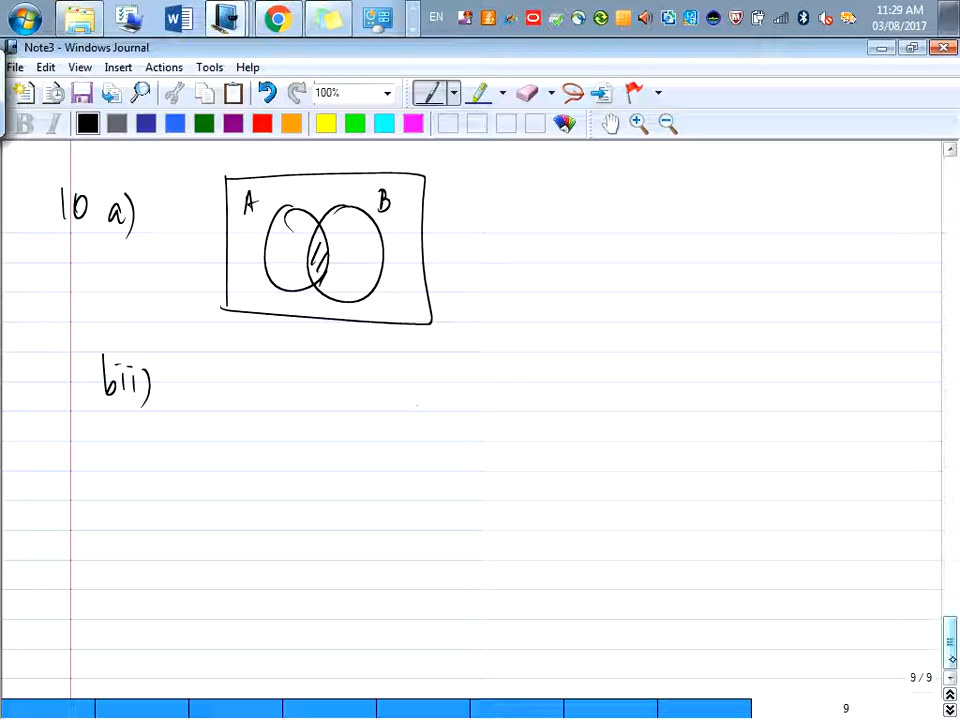 EN
11:29 AM
03/08/2017
Note3 - Windows Journal
File Edit View Insert Actions Tools Help
100%
B I
10 a)
A B
bii)
9 / 9
9